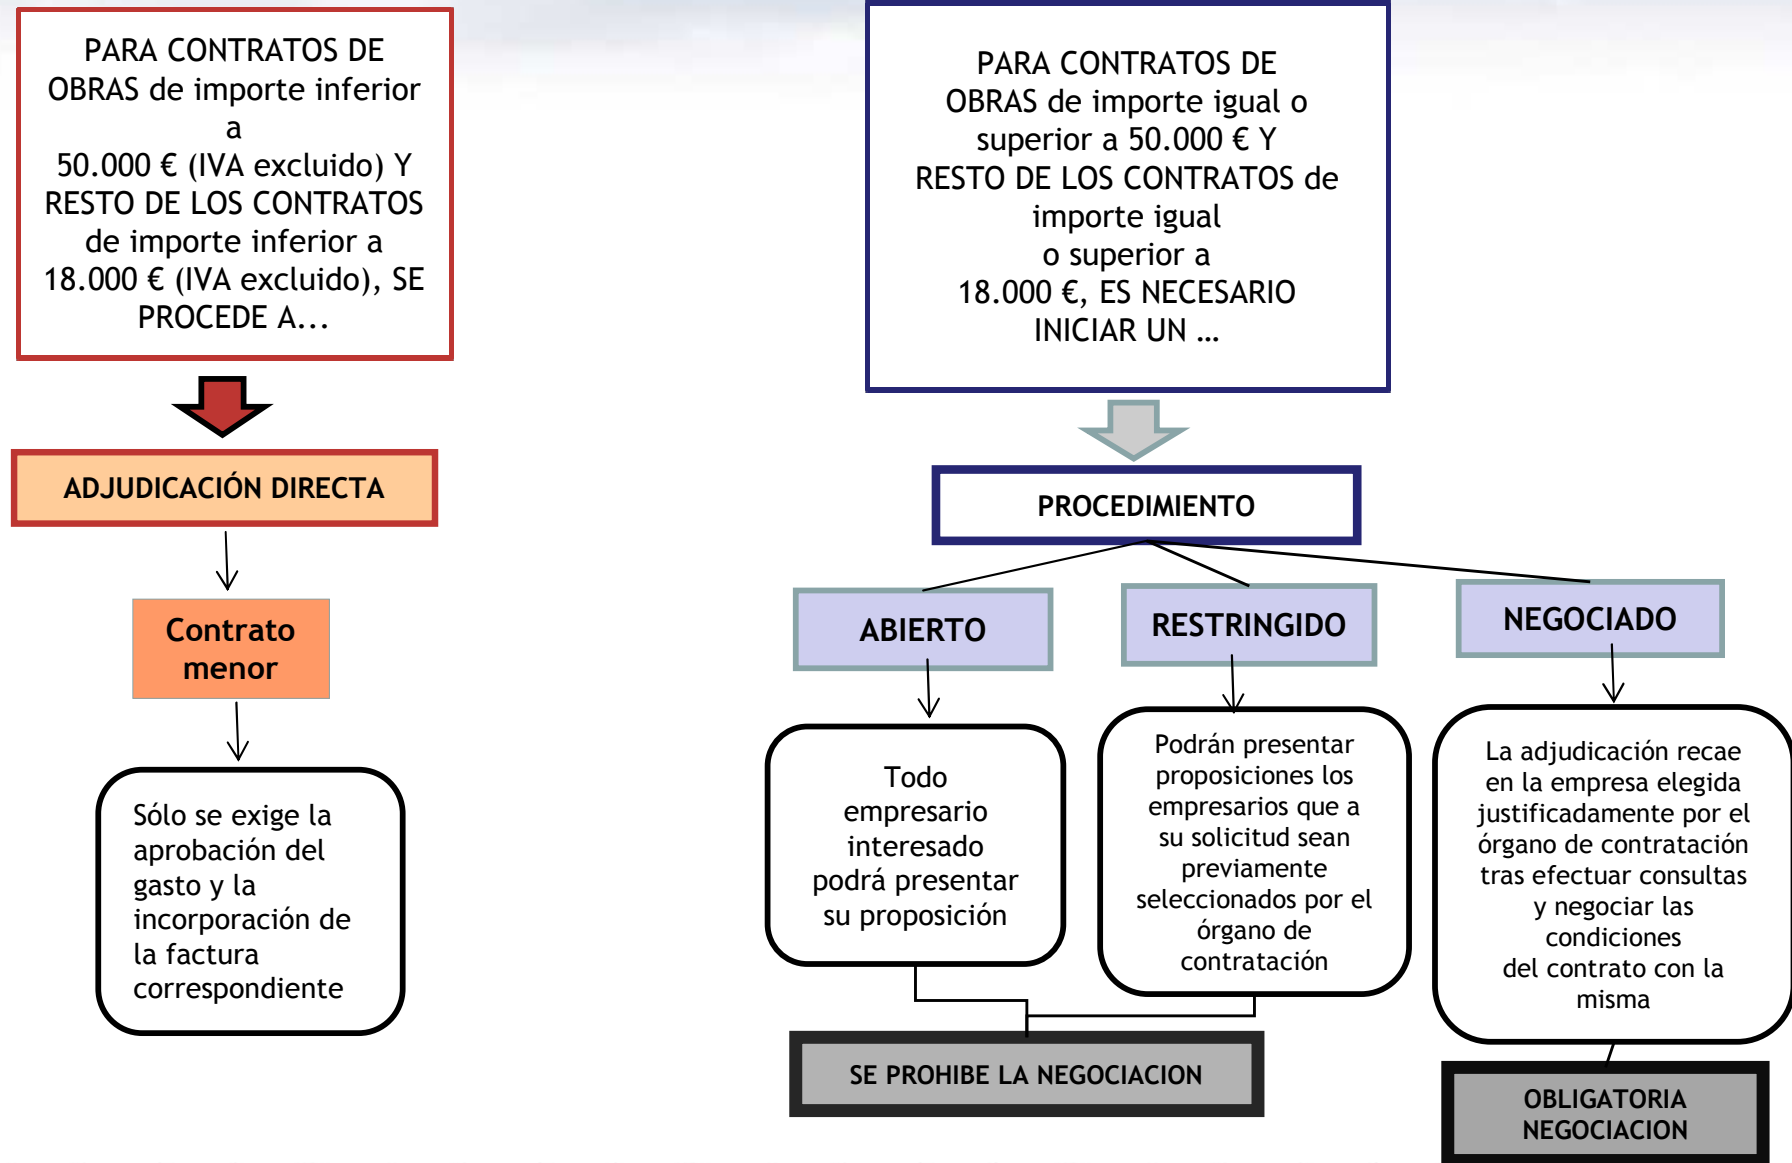 PARA CONTRATOS DE
OBRAS de importe inferior
a
50.000 € (IVA excluido) Y
RESTO DE LOS CONTRATOS
de importe inferior a
18.000 € (IVA excluido), SE
PROCEDE A...
ADJUDICACIÓN DIRECTA
Contrato
menor
Sólo se exige la
aprobación del
gasto y la
incorporación de
la factura
correspondiente
PARA CONTRATOS DE
OBRAS de importe igual o
superior a 50.000 € Y
RESTO DE LOS CONTRATOS de
importe igual
o superior a
18.000 €, ES NECESARIO
INICIAR UN …
PROCEDIMIENTO
ABIERTO
Todo
empresario
interesado
podrá presentar
su proposición
RESTRINGIDO
Podrán presentar
proposiciones los
empresarios que a
su solicitud sean
previamente
seleccionados por el
órgano de
contratación
SE PROHIBE LA NEGOCIACION
NEGOCIADO
La adjudicación recae
en la empresa elegida
justificadamente por el
órgano de contratación
tras efectuar consultas
y negociar las
condiciones
del contrato con la
misma
OBLIGATORIA
NEGOCIACION